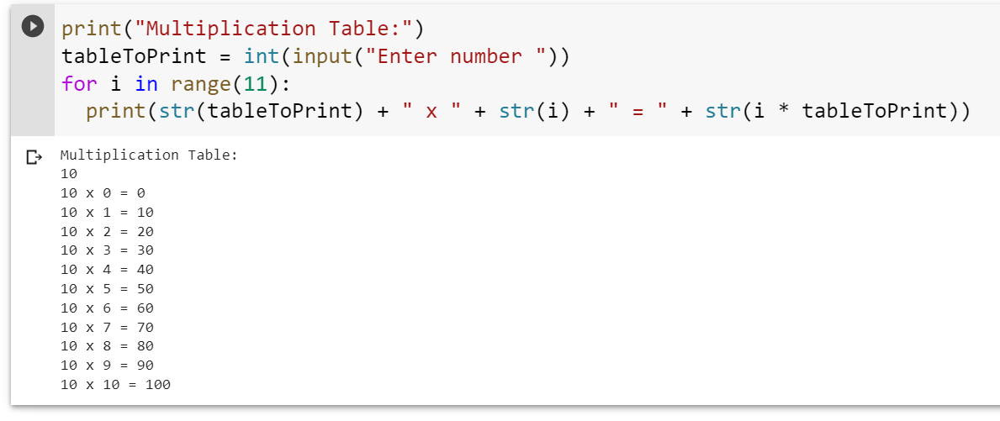 print("Multiplication Table:")
tableToPrint = int(input("Enter number "))
for i in range(11):
  print(str(tableToPrint) + " x " + str(i) + " = " + str(i * tableToPrint))
Multiplication Table:
10
10 x 0 = 0
10 x 1 = 10
10 x 2 = 20
10 x 3 = 30
10 x 4 = 40
10 x 5 = 50
10 x 6 = 60
10 x 7 = 70
10 x 8 = 80
10 x 9 = 90
10 x 10 = 100